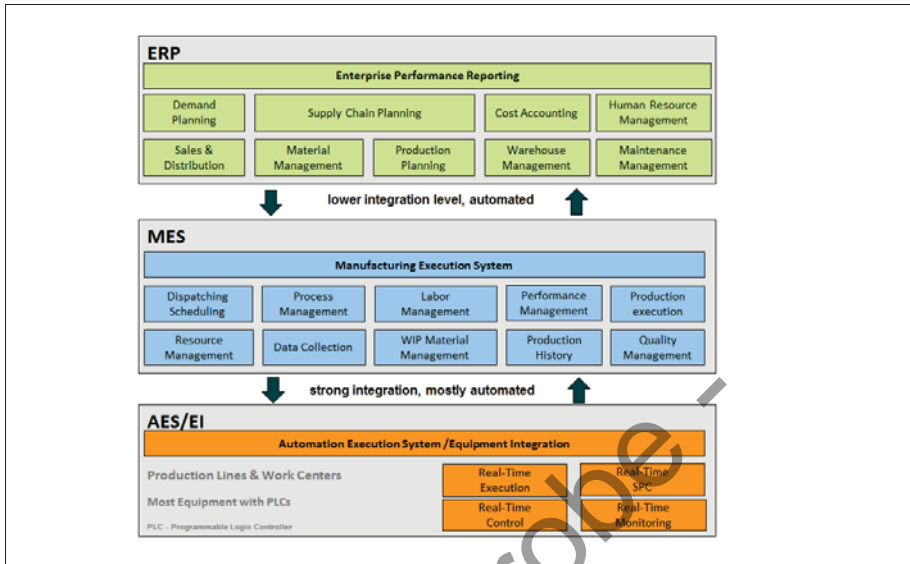 ERP
Enterprise Performance Reporting
Demand
Planning
Supply Chain Planning
Cost Accounting
Human Resource
Management
Sales &
Distribution
Material
Management
Production
Planning
Warehouse
Management
Maintenance
Management
lower integration level, automated
MES
Manufacturing Execution System
Dispatching
Scheduling
Process
Management
Labor
Management
Performance
Management
Production
execution
Resource
Management
Data Collection
WIP Material
Management
Production
History
Quality
Management
strong integration, mostly automated
AES/EI
Automation Execution System /Equipment Integration
Production Lines & Work Centers
Most Equipment with PLCs
PLC - Programmable Logic Controller
Real-Time
Execution
Real-Time
SPC
Real-Time
Control
Real-Time
Monitoring
robe -